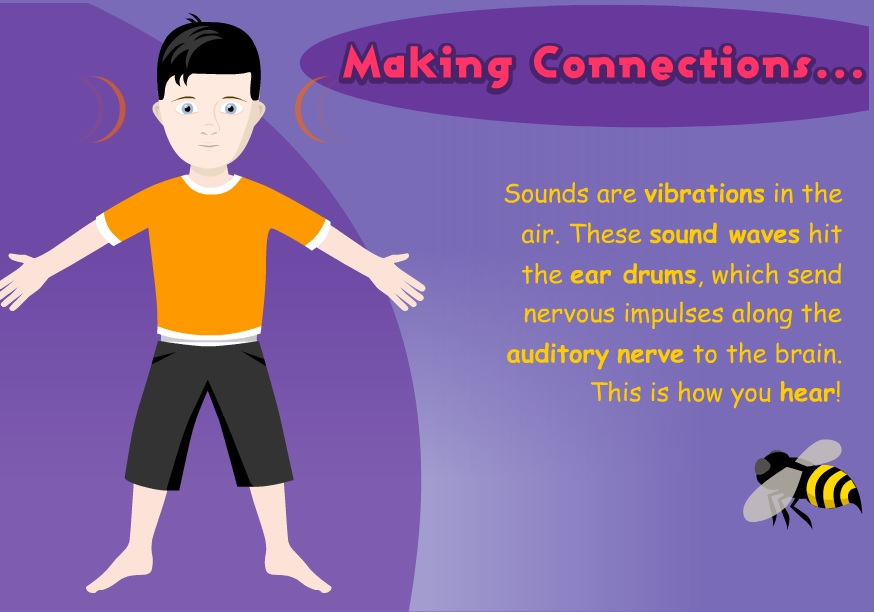 Making Connections...
Sounds are vibrations in the
air. These sound waves hit
the ear drums, which send
nervous impulses along the
auditory nerve to the brain.
This is how you hear!